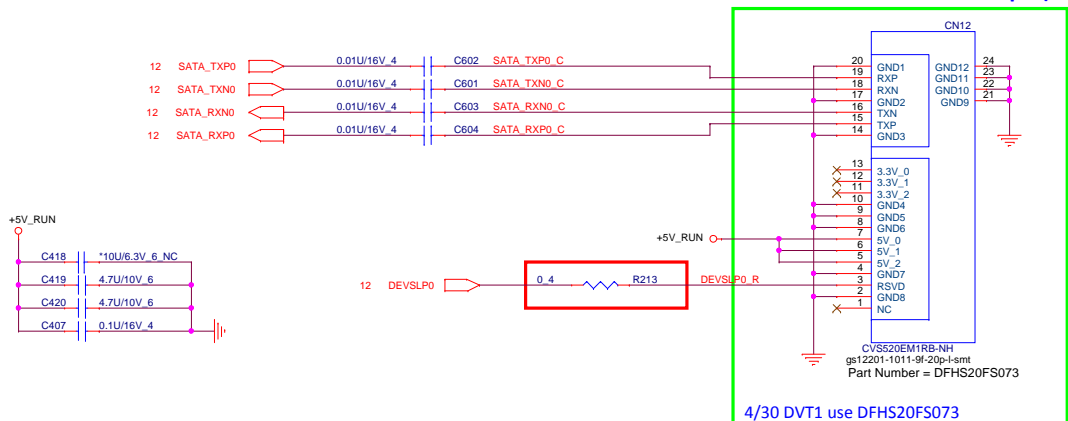 CN12
12 SATA_TXP0 0.01U/16V_4 C602 SATA_TXP0_C
12 SATA_TXN0 0.01U/16V_4 C601 SATA_TXN0_C
12 SATA_RXN0 0.01U/16V_4 C603 SATA_RXN0_C
12 SATA_RXP0 0.01U/16V_4 C604 SATA_RXP0_C
20 GND1
19 RXP
18 RXN
17 GND2
16 TXN
15 TXP
14 GND3
GND12 24
GND11 23
GND10 22
GND9 21
13 3.3V_0
12 3.3V_1
11 3.3V_2
10 GND4
9 GND5
8 GND6
7 5V_0
6 5V_1
5 5V_2
4 GND7
3 RSVD
2 GND8
1 NC
+5V_RUN
C418 *10U/6.3V_6_NC
C419 4.7U/10V_6
C420 4.7U/10V_6
C407 0.1U/16V_4
+5V_RUN
12 DEVSLP0 0_4 R213 DEVSLP0_R
CVS520EM1RB-NH
gs12201-1011-9f-20p-l-smt
Part Number = DFHS20FS073
4/30 DVT1 use DFHS20FS073